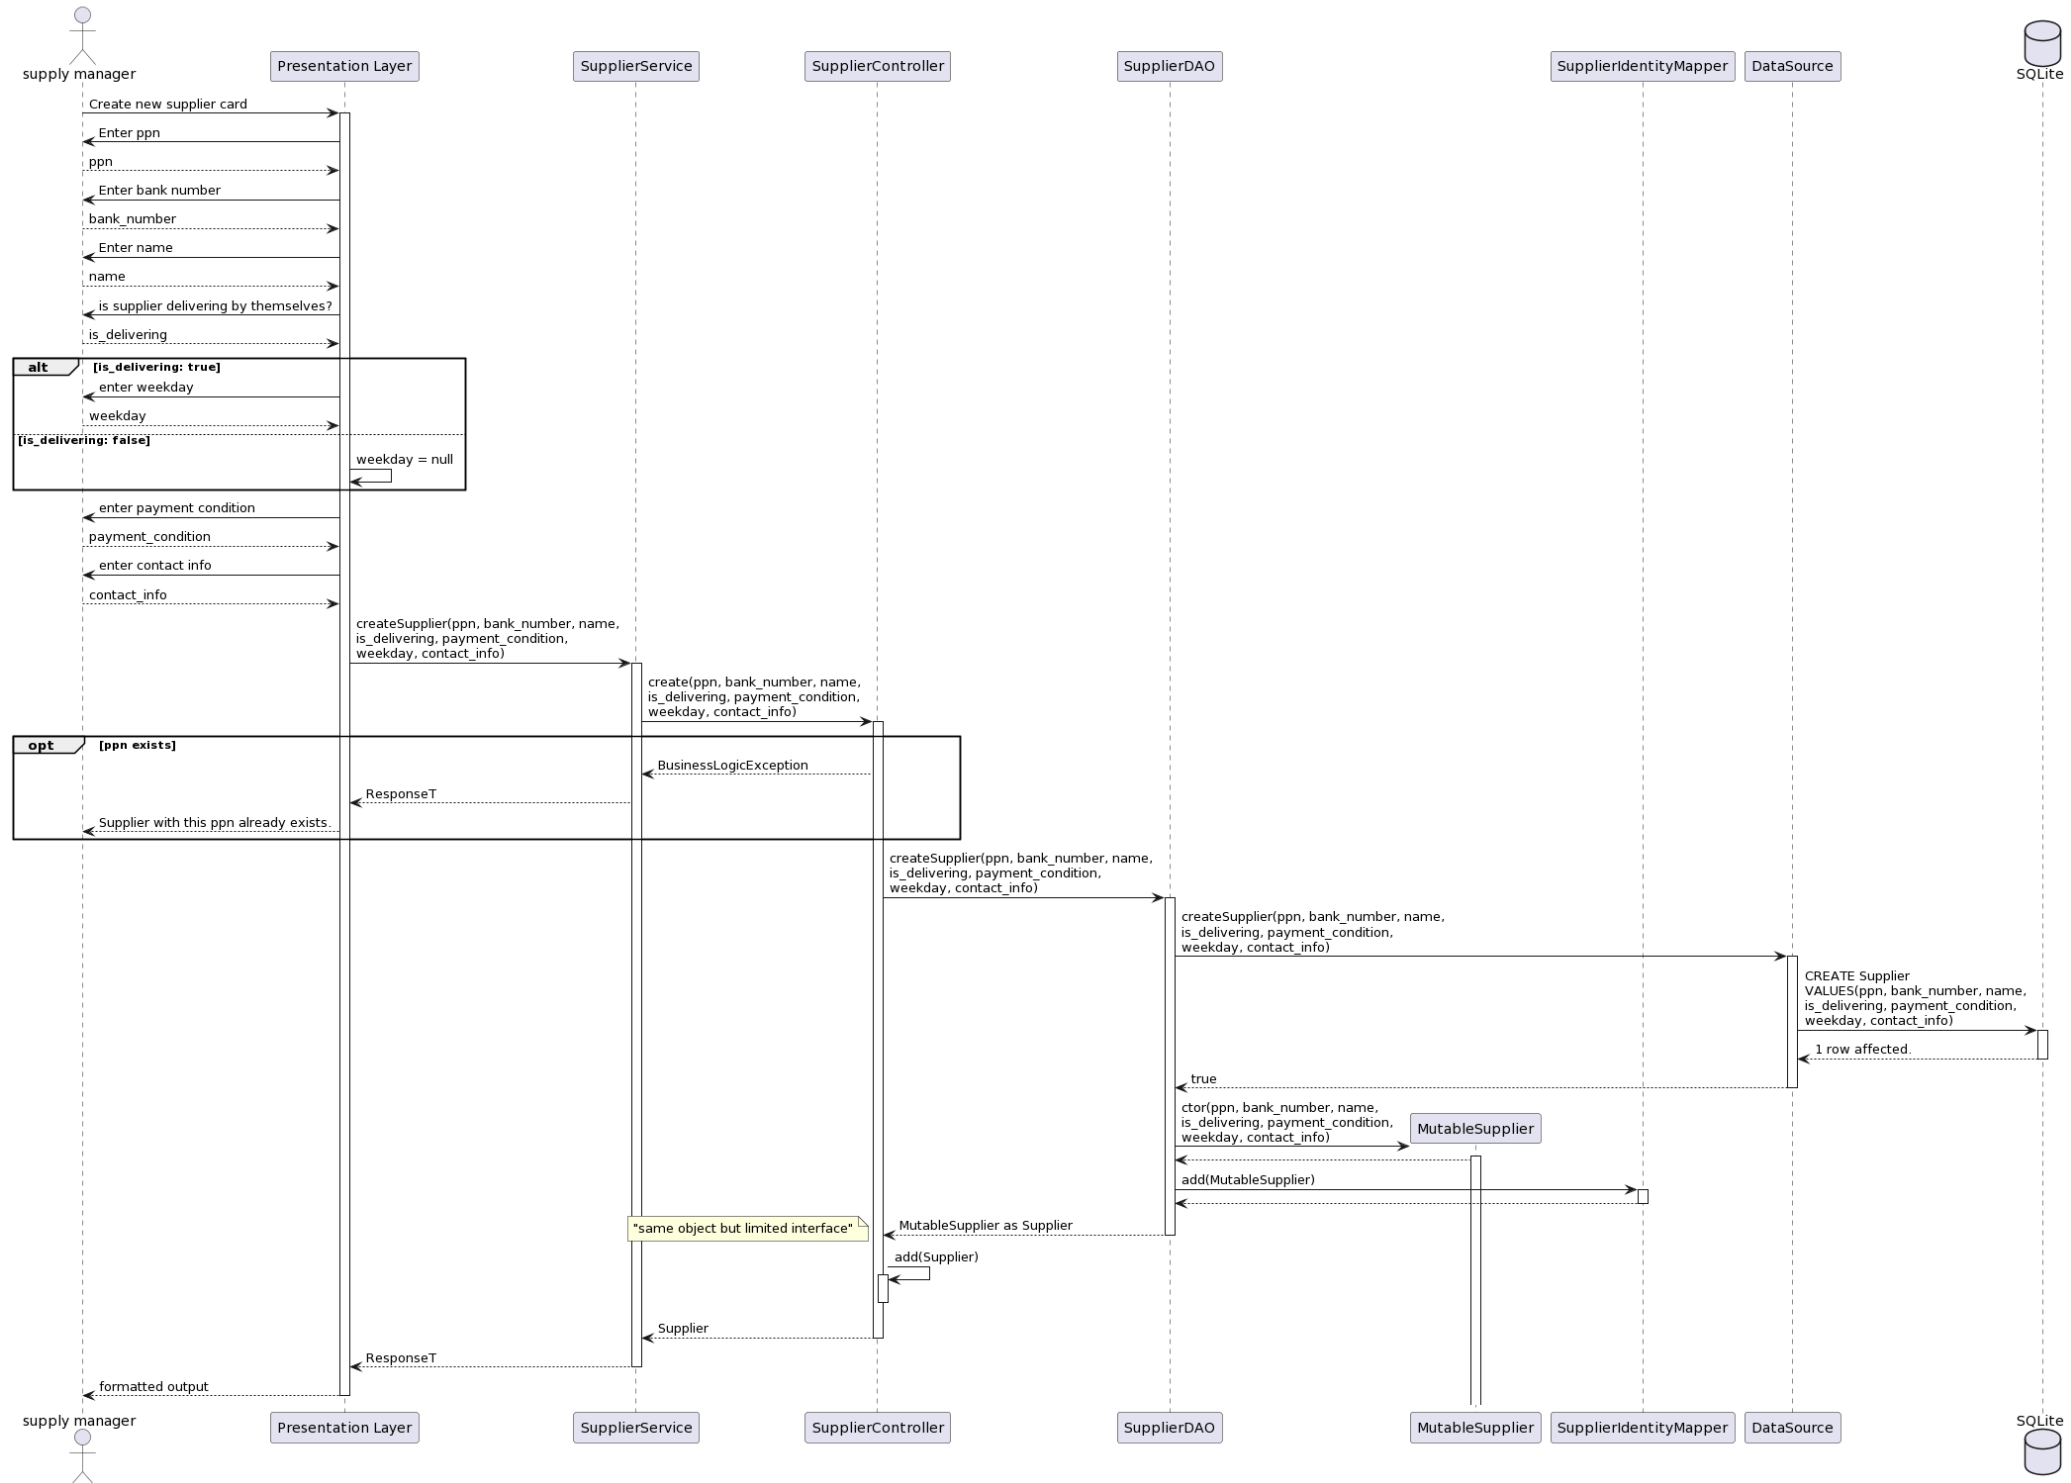 supply manager
Presentation Layer
SupplierService
SupplierController
SupplierDAO
SupplierIdentityMapper
DataSource
SQLite
Create new supplier card
Enter ppn
ppn
Enter bank number
bank_number
Enter name
name
is supplier delivering by themselves?
is_delivering
alt
[is_delivering: true]
enter weekday
weekday
[is_delivering: false]
weekday = null
enter payment condition
payment_condition
enter contact info
contact_info
createSupplier(ppn, bank_number, name,
is_delivering, payment_condition,
weekday, contact_info)
create(ppn, bank_number, name,
is_delivering, payment_condition,
weekday, contact_info)
opt
[ppn exists]
BusinessLogicException
ResponseT
Supplier with this ppn already exists.
createSupplier(ppn, bank_number, name,
is_delivering, payment_condition,
weekday, contact_info)
createSupplier(ppn, bank_number, name,
is_delivering, payment_condition,
weekday, contact_info)
CREATE Supplier
VALUES(ppn, bank_number, name,
is_delivering, payment_condition,
weekday, contact_info)
1 row affected.
true
ctor(ppn, bank_number, name,
is_delivering, payment_condition,
weekday, contact_info)
MutableSupplier
add(MutableSupplier)
"same object but limited interface"
MutableSupplier as Supplier
add(Supplier)
Supplier
ResponseT
formatted output
supply manager
Presentation Layer
SupplierService
SupplierController
SupplierDAO
MutableSupplier
SupplierIdentityMapper
DataSource
SQLite